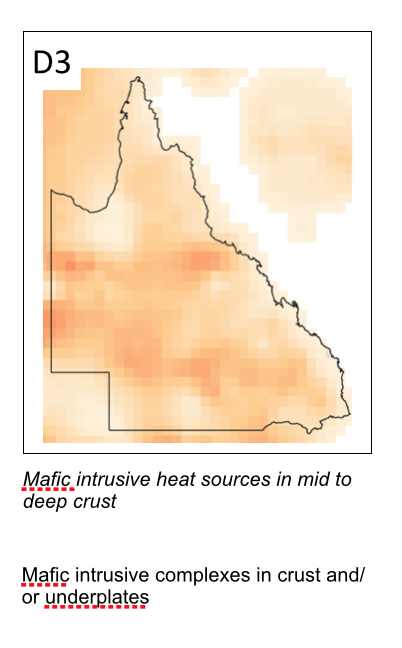 D3
Mafic intrusive heat sources in mid to
deep crust
Mafic intrusive complexes in crust and/
or underplates